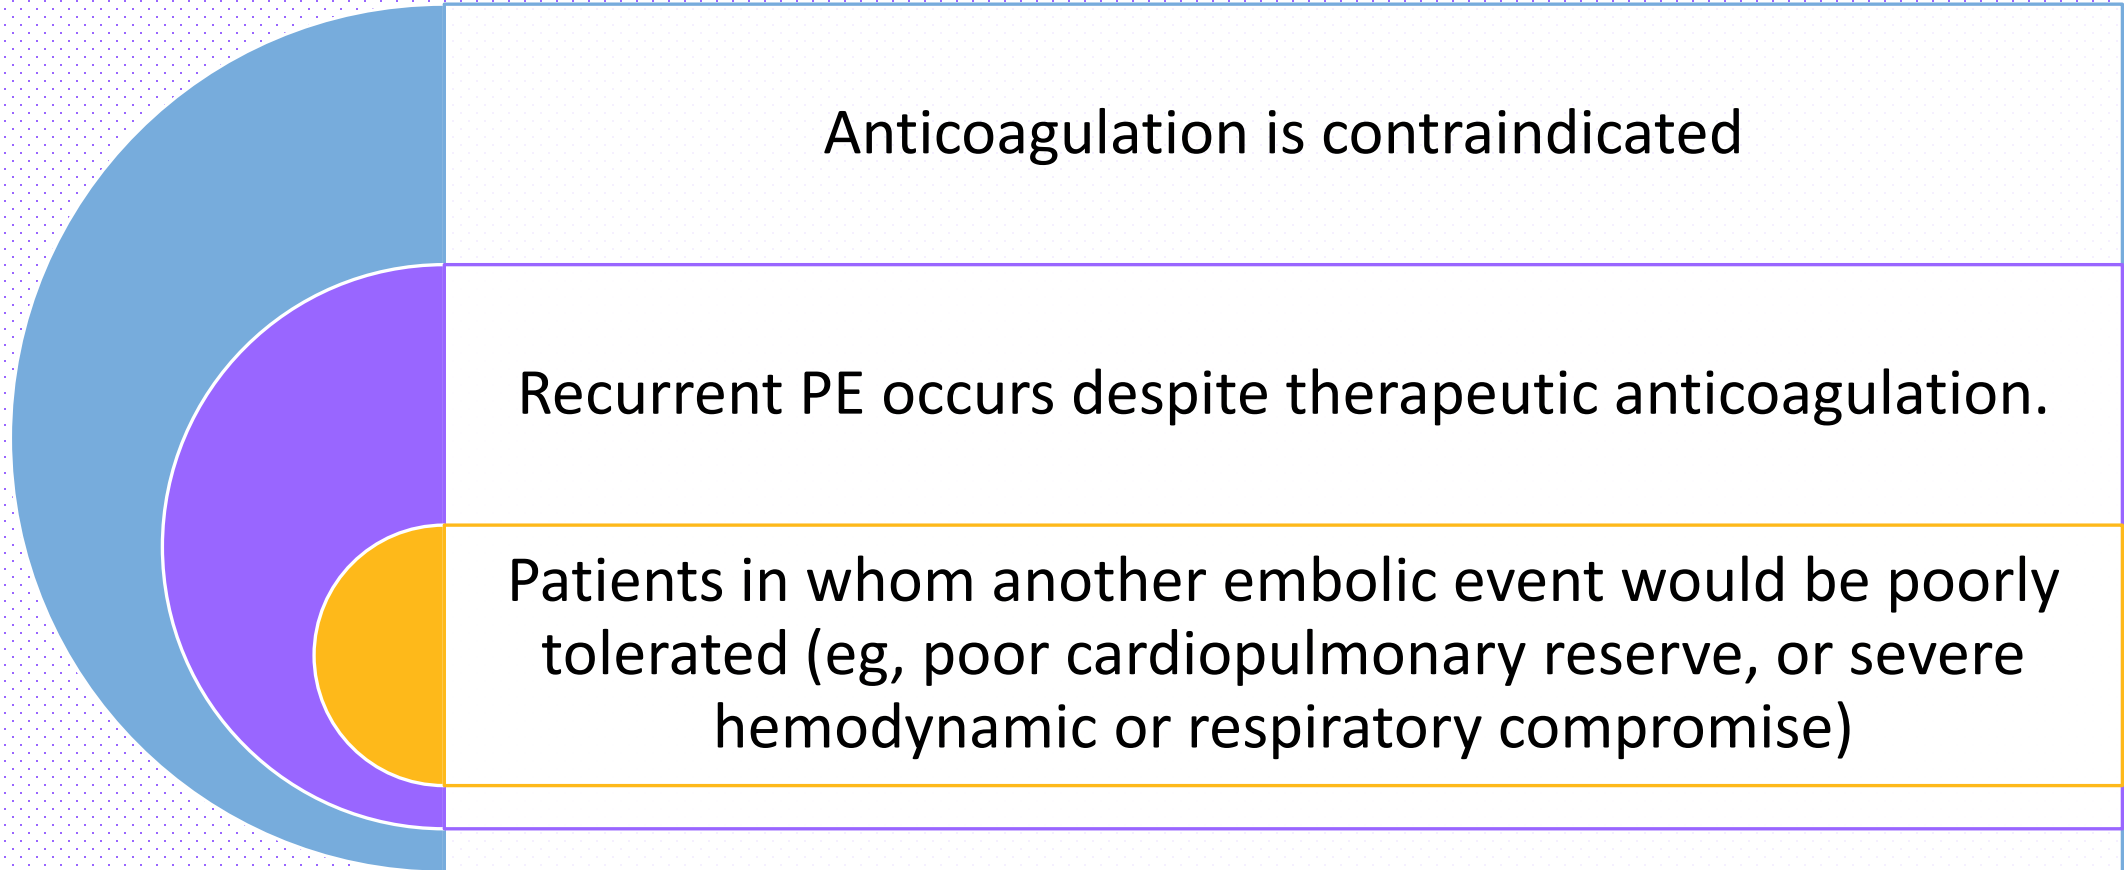 Anticoagulation is contraindicated
Recurrent PE occurs despite therapeutic anticoagulation.
Patients in whom another embolic event would be poorly
tolerated (eg, poor cardiopulmonary reserve, or severe
hemodynamic or respiratory compromise)